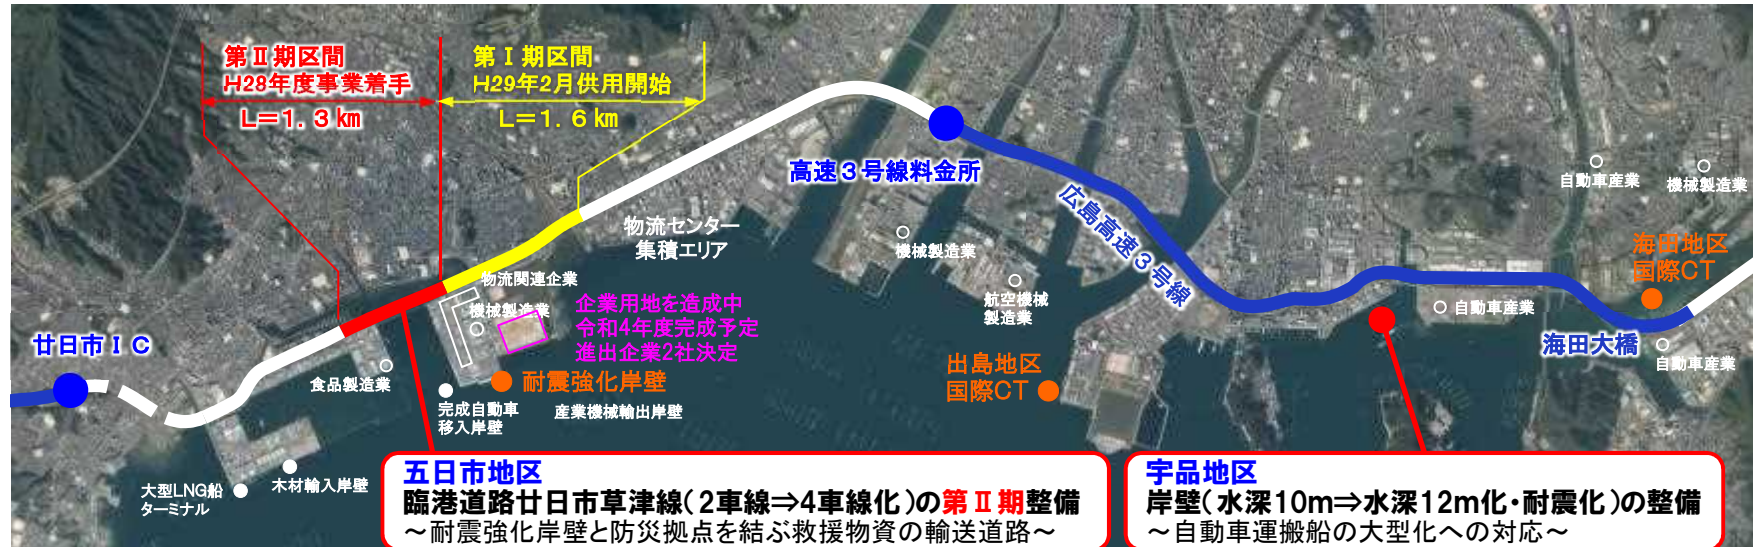 第Ⅱ期区間
H28年度事業着手
L=1.3㎞
第Ⅰ期区間
H29年2月供用開始
L=1.6㎞
高速3号線料金所
広島高速3号線
自動車産業
機械製造業
物流センター
集積エリア
機械製造業
海田地区
国際CT
物流関連企業
機械製造業
航空機械
製造業
企業用地を造成中
令和4年度完成予定
進出企業2社決定
自動車産業
廿日市IC
海田大橋
自動車産業
食品製造業
耐震強化岸壁
出島地区
国際CT
完成自動車
移入岸壁
産業機械輸出岸壁
大型LNG船
ターミナル
木材輸入岸壁
五日市地区
臨港道路廿日市草津線(2車線⇒4車線化)の第Ⅱ期整備
~耐震強化岸壁と防災拠点を結ぶ救援物資の輸送道路~
宇品地区
岸壁(水深10m⇒水深12m化・耐震化)の整備
~自動車運搬船の大型化への対応~